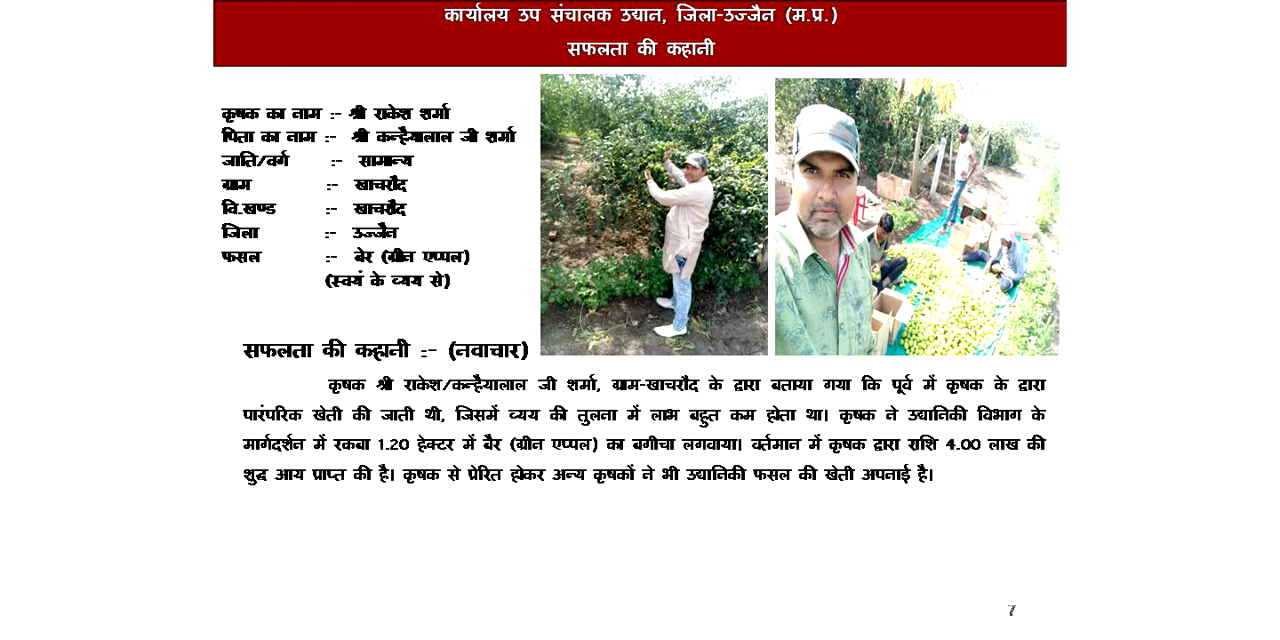 कार्यालय उप संचालक उद्यान, जिला-उज्जैन (म.प्र.)
सफलता की कहानी
कृषक का नाम :- श्री राकेश शर्मा
पिता का नाम :- श्री कन्हैयालाल जी शर्मा
जाति/वर्ग :- सामान्य
ग्राम :- खाचरौद
वि.खण्ड :- खाचरौद
जिला :- उज्जैन
फसल :- बेर (ग्रीन एप्पल)
(स्वयं के व्यय से)
सफलता की कहानी :- (नवाचार)
कृषक श्री राकेश/कन्हैयालाल जी शर्मा, ग्राम-खाचरौद के द्वारा बताया गया कि पूर्व में कृषक के द्वारा
पारंपरिक खेती की जाती थी, जिसमें व्यय की तुलना में लाभ बहुत कम होता था। कृषक ने उद्यानिकी विभाग के
मार्गदर्शन में रकबा 1.20 हेक्टर में बैर (ग्रीन एप्पल) का बगीचा लगवाया। वर्तमान में कृषक द्वारा राशि 4.00 लाख की
शुद्ध आय प्राप्त की है। कृषक से प्रेरित होकर अन्य कृषकों ने भी उद्यानिकी फसल की खेती अपनाई है।
7